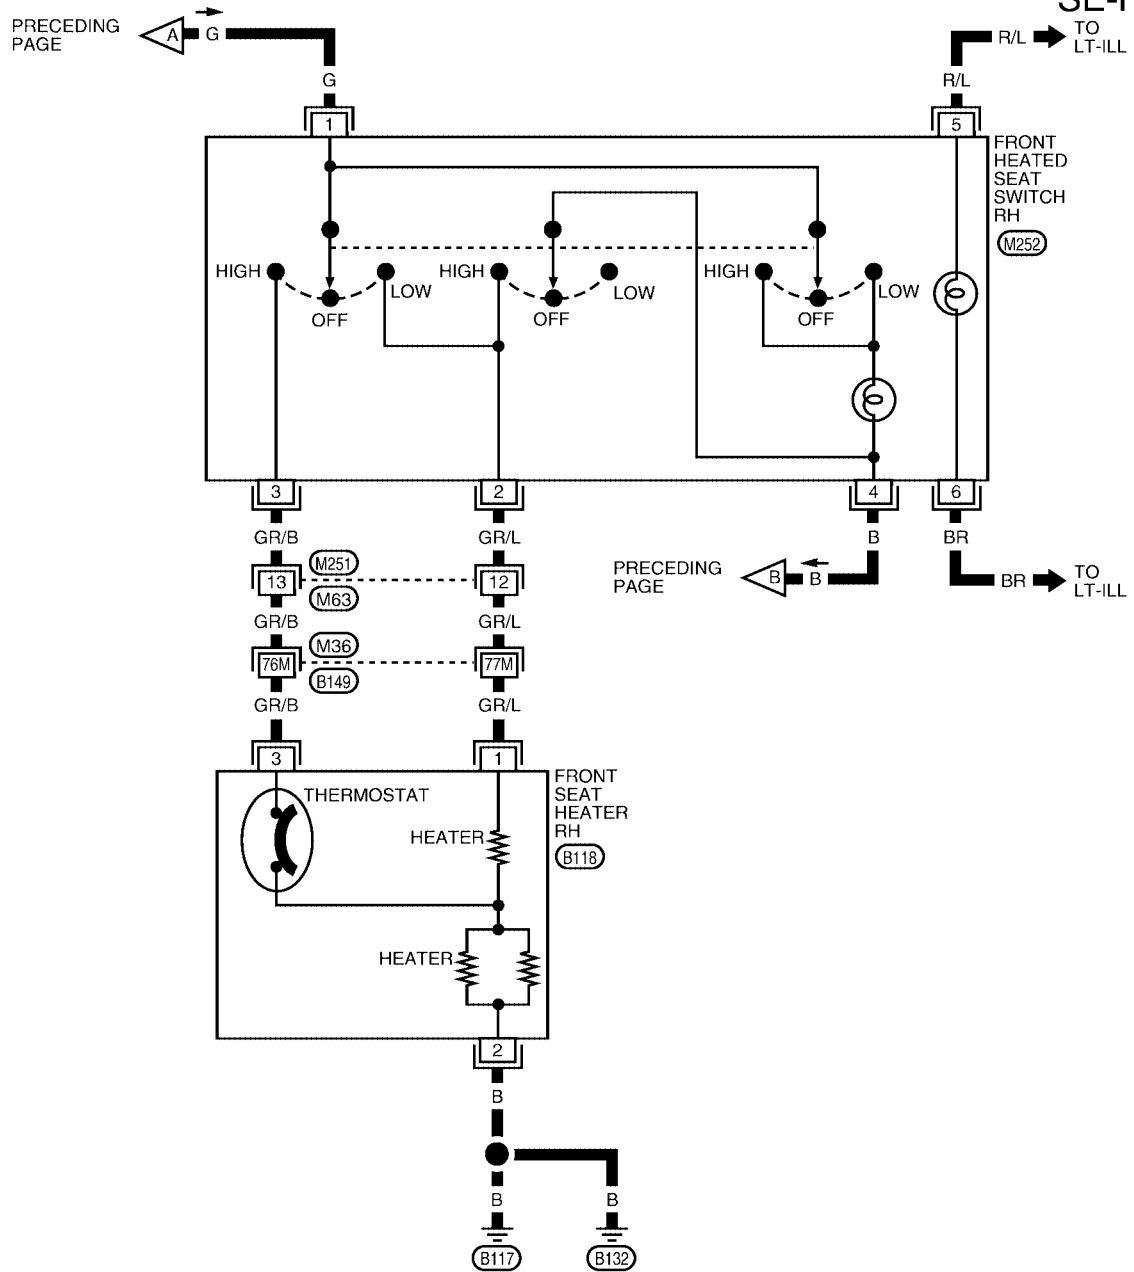 PRECEDING
PAGE
A
G
G
1
R/L
TO
LT-ILL
R/L
5
FRONT
HEATED
SEAT
SWITCH
RH
M252
HIGH
LOW
OFF
HIGH
LOW
OFF
HIGH
LOW
OFF
3
2
4
6
GR/B
GR/L
B
BR
PRECEDING
PAGE
B
B
BR
TO
LT-ILL
M251
13
12
M63
GR/B
GR/L
M36
76M
77M
B149
GR/B
GR/L
3
1
FRONT
SEAT
HEATER
RH
B118
THERMOSTAT
HEATER
HEATER
2
B
B
B
B117
B132